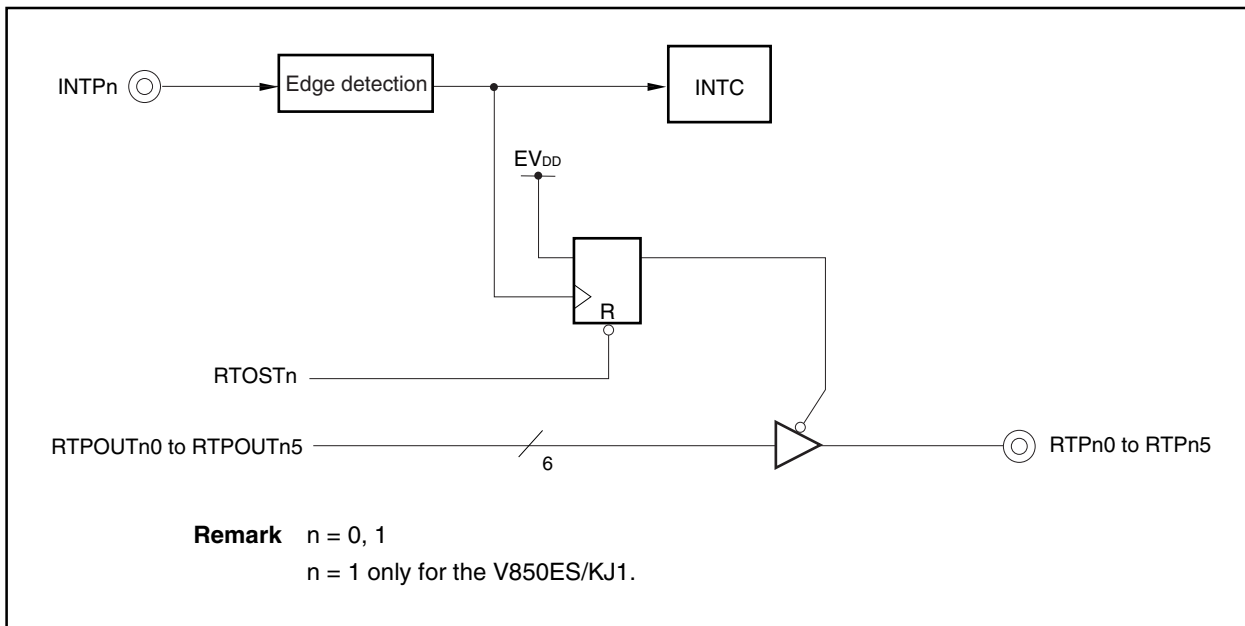 INTPn
Edge detection
INTC
EVDD
R
RTOSTn
RTPOUTn0 to RTPOUTn5
6
RTPn0 to RTPn5
Remark n = 0, 1
n = 1 only for the V850ES/KJ1.